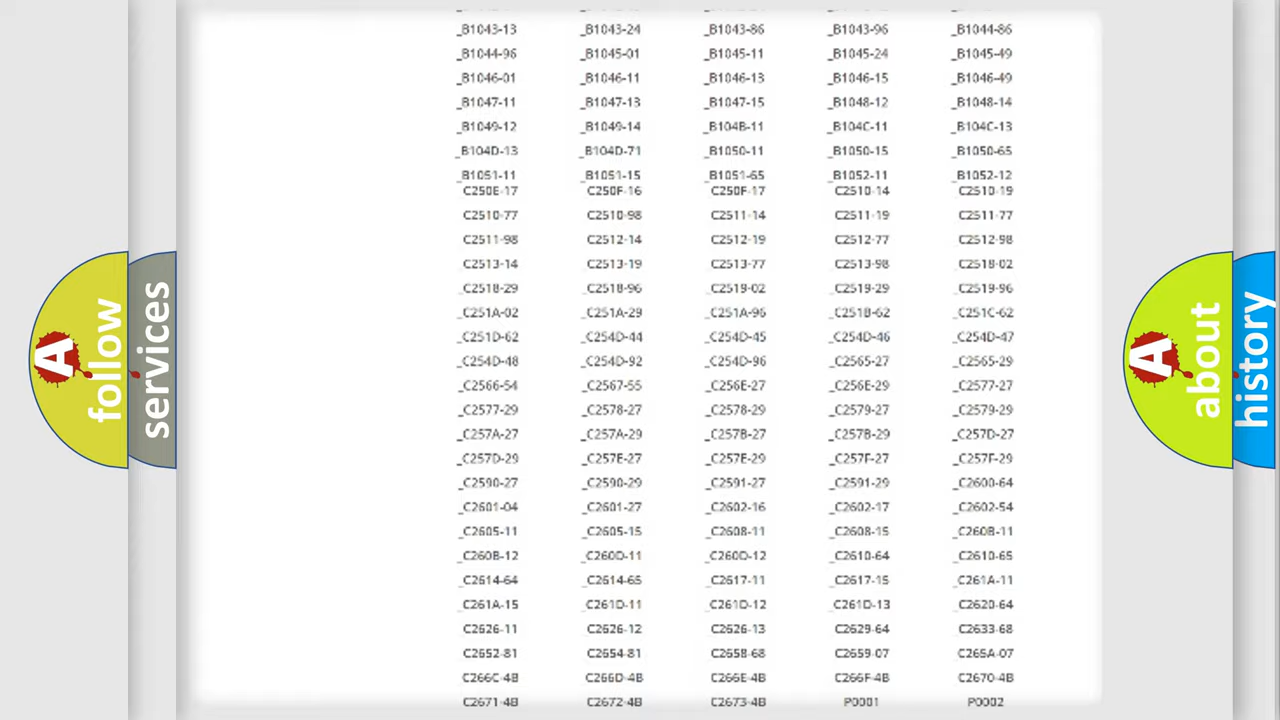 _B1043-13 _B1043-24 _B1043-86 _B1043-96 _B1044-86
_B1044-96 _B1045-01 _B1045-11 _B1045-24 _B1045-49
_B1046-01 _B1046-11 _B1046-13 _B1046-15 _B1046-49
_B1047-11 _B1047-13 _B1047-15 _B1048-12 _B1048-14
_B1049-12 _B1049-14 _B104B-11 _B104C-11 _B104C-13
_B104D-13 _B104D-71 _B1050-11 _B1050-15 _B1050-65
_B1051-11 _B1051-15 _B1051-65 _B1052-11 _B1052-12
C250E-17 C250F-16 C250F-17 C2510-14 C2510-19
C2510-77 C2510-98 C2511-14 C2511-19 C2511-77
C2511-98 C2512-14 C2512-19 C2512-77 C2512-98
_C2513-14 _C2513-19 _C2513-77 _C2513-98 _C2518-02
_C2518-29 _C2518-96 _C2519-02 _C2519-29 _C2519-96
_C251A-02 _C251A-29 _C251A-96 _C251B-62 _C251C-62
_C251D-62 _C254D-44 _C254D-45 _C254D-46 _C254D-47
_C254D-48 _C254D-92 _C254D-96 _C2565-27 _C2565-29
_C2566-54 _C2567-55 _C256E-27 _C256E-29 _C2577-27
_C2577-29 _C2578-27 _C2578-29 _C2579-27 _C2579-29
_C257A-27 _C257A-29 _C257B-27 _C257B-29 _C257D-27
_C257D-29 _C257E-27 _C257E-29 _C257F-27 _C257F-29
_C2590-27 _C2590-29 _C2591-27 _C2591-29 _C2600-64
_C2601-04 _C2601-27 _C2602-16 _C2602-17 _C2602-54
_C2605-11 _C2605-15 _C2608-11 _C2608-15 _C260B-11
_C260B-12 _C260D-11 _C260D-12 _C2610-64 _C2610-65
_C2614-64 _C2614-65 _C2617-11 _C2617-15 _C261A-11
_C261A-15 _C261D-11 _C261D-12 _C261D-13 _C2620-64
C2626-11 C2626-12 C2626-13 C2629-64 C2633-68
C2652-81 C2654-81 C2658-68 C2659-07 C265A-07
C266C-4B C266D-4B C266E-4B C266F-4B C2670-4B
C2671-4B C2672-4B C2673-4B P0001 P0002
A follow
services
A about
history